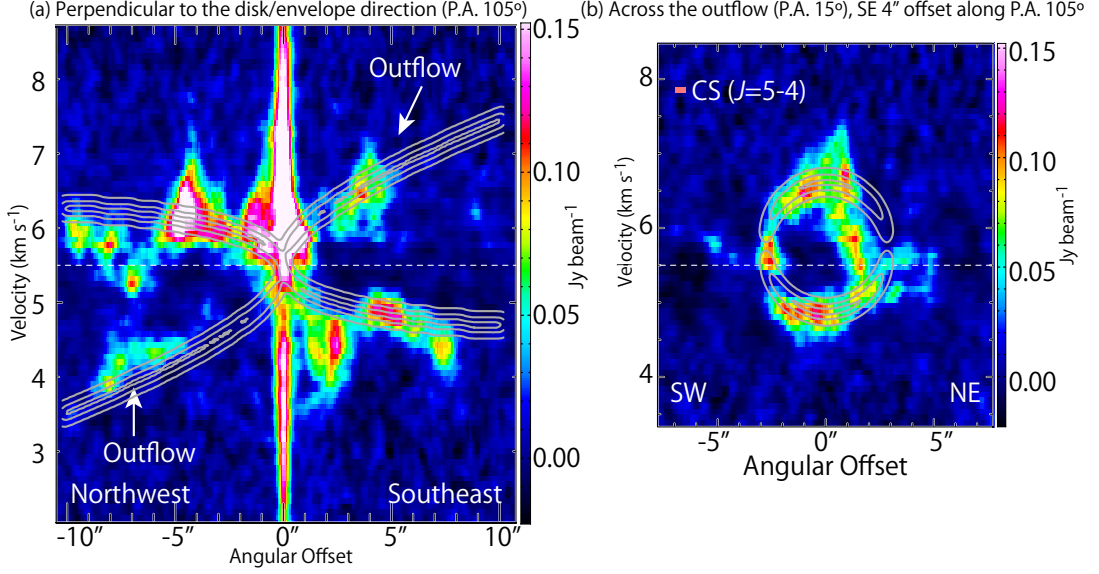 (a) Perpendicular to the disk/envelope direction (P.A. 105º)
Velocity (km s⁻¹)
8
7
6
5
4
3
Outflow
Outflow
Northwest
Southeast
-10”
-5”
0”
5”
10”
Angular Offset
0.15
0.10
0.05
0.00
Jy beam⁻¹
(b) Across the outflow (P.A. 15º), SE 4” offset along P.A. 105º
Velocity (km s⁻¹)
8
6
4
CS (J=5-4)
SW
NE
-5”
0”
5”
Angular Offset
0.15
0.10
0.05
0.00
Jy beam⁻¹